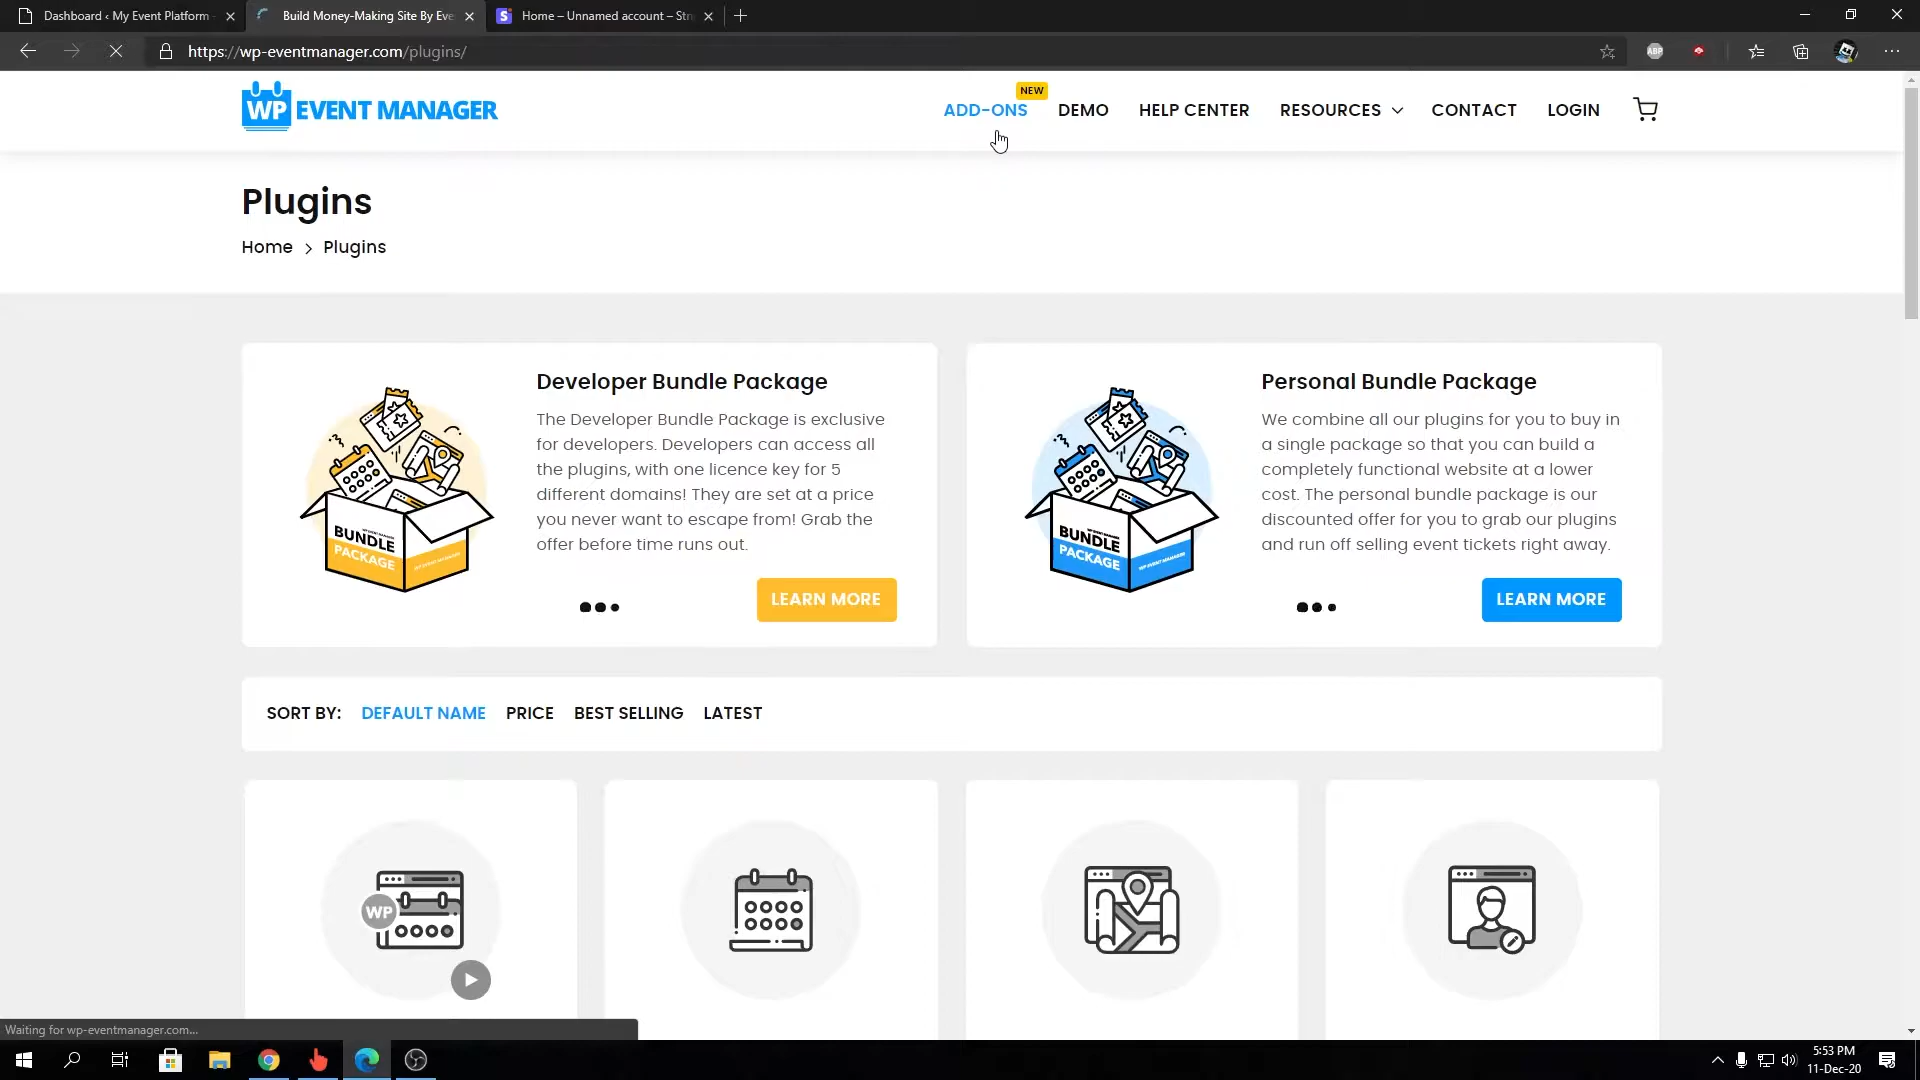 Dashboard ‹ My Event Platform -
Build Money-Making Site By Eve
Home – Unnamed account – Str
https://wp-eventmanager.com/plugins/
ABP
WP EVENT MANAGER
ADD-ONS
NEW
DEMO
HELP CENTER
RESOURCES
CONTACT
LOGIN
Plugins
Home > Plugins
BUNDLE
PACKAGE
Developer Bundle Package
The Developer Bundle Package is exclusive
for developers. Developers can access all
the plugins, with one licence key for 5
different domains! They are set at a price
you never want to escape from! Grab the
offer before time runs out.
LEARN MORE
BUNDLE
PACKAGE
Personal Bundle Package
We combine all our plugins for you to buy in
a single package so that you can build a
completely functional website at a lower
cost. The personal bundle package is our
discounted offer for you to grab our plugins
and run off selling event tickets right away.
LEARN MORE
SORT BY: DEFAULT NAME PRICE BEST SELLING LATEST
WP
Waiting for wp-eventmanager.com...
5:53 PM
11-Dec-20